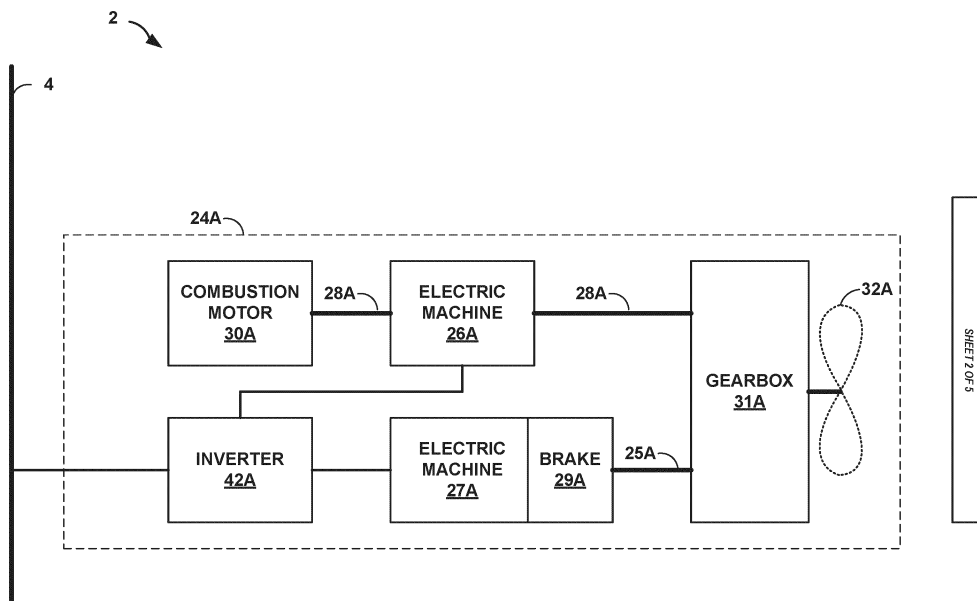 2
4
24A
COMBUSTION
MOTOR
30A
28A
ELECTRIC
MACHINE
26A
28A
32A
GEARBOX
31A
INVERTER
42A
ELECTRIC
MACHINE
27A
BRAKE
29A
25A
SHEET 2 OF 5